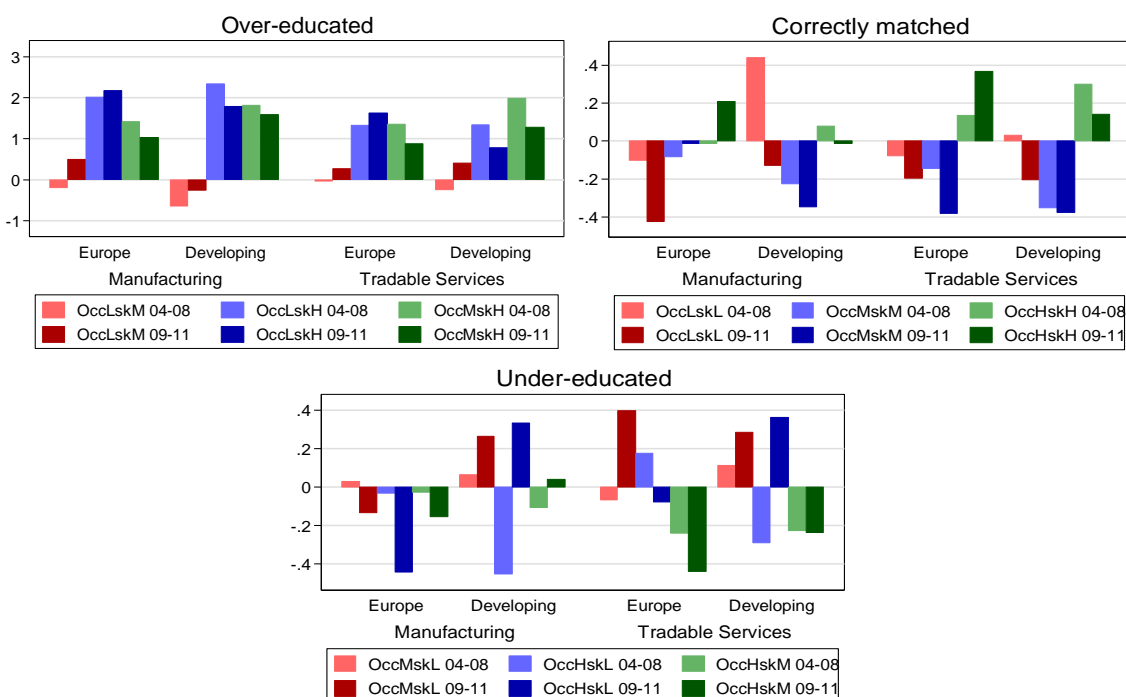 Over-educated
3
2
1
0
-1
Europe Developing Europe Developing
Manufacturing Tradable Services
OccLskM 04-08 OccLskH 04-08 OccMskH 04-08
OccLskM 09-11 OccLskH 09-11 OccMskH 09-11
Correctly matched
.4
.2
0
-.2
-.4
Europe Developing Europe Developing
Manufacturing Tradable Services
OccLskL 04-08 OccMskM 04-08 OccHskH 04-08
OccLskL 09-11 OccMskM 09-11 OccHskH 09-11
Under-educated
.4
.2
0
-.2
-.4
Europe Developing Europe Developing
Manufacturing Tradable Services
OccMskL 04-08 OccHskL 04-08 OccHskM 04-08
OccMskL 09-11 OccHskL 09-11 OccHskM 09-11